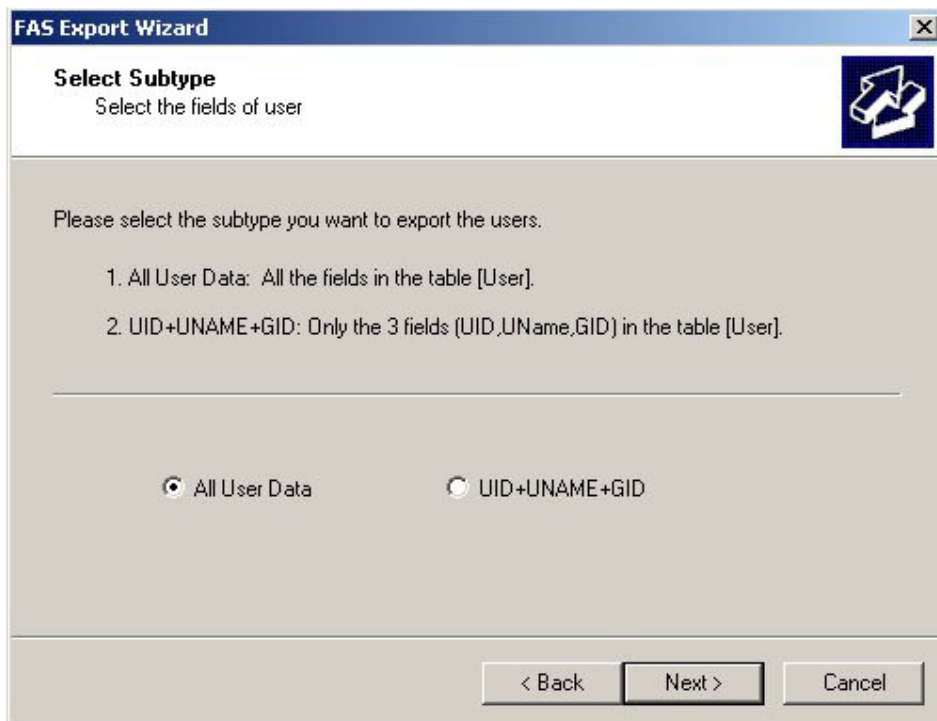 FAS Export Wizard
Select Subtype
Select the fields of user
Please select the subtype you want to export the users.
1. All User Data: All the fields in the table [User].
2. UID+UNAME+GID: Only the 3 fields (UID,UName,GID) in the table [User].
All User Data
UID+UNAME+GID
< Back
Next >
Cancel